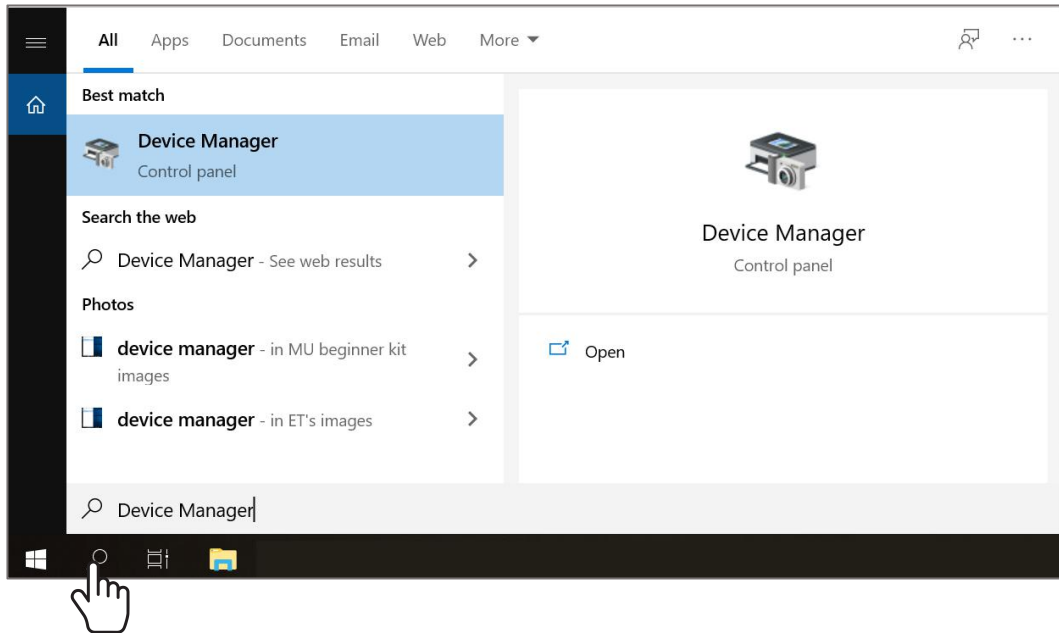 All Apps Documents Email Web More
...
Best match
Device Manager
Control panel
Search the web
Device Manager - See web results
Photos
device manager - in MU beginner kit
images
device manager - in ET's images
Device Manager
Control panel
Open
Device Manager